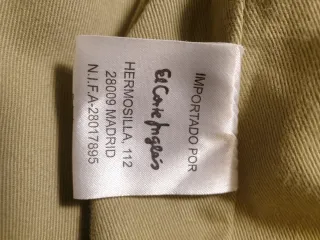 IMPORTADO POR
El Corte Inglés
HERMOSILLA, 112
28009 MADRID
N.I.F.A-28017895